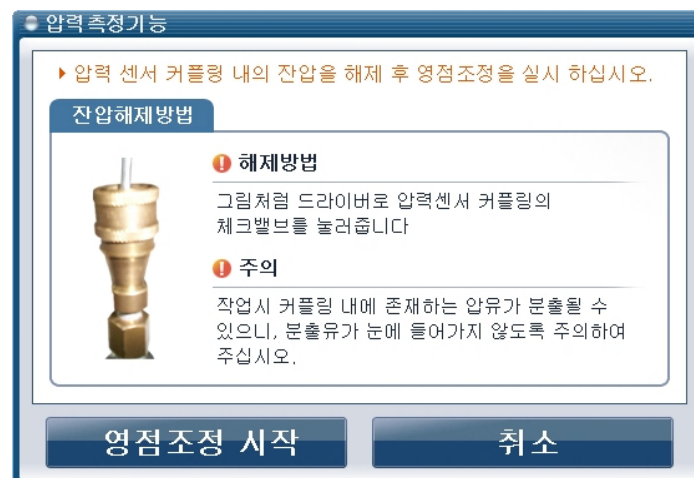 압력측정기능
압력 센서 커플링 내의 잔압을 해제 후 영점조정을 실시 하십시오.
잔압해제방법
해제방법
그림처럼 드라이버로 압력센서 커플링의
체크밸브를 눌러줍니다
주의
작업시 커플링 내에 존재하는 압유가 분출될 수
있으니, 분출유가 눈에 들어가지 않도록 주의하여
주십시오.
영점조정 시작
취소